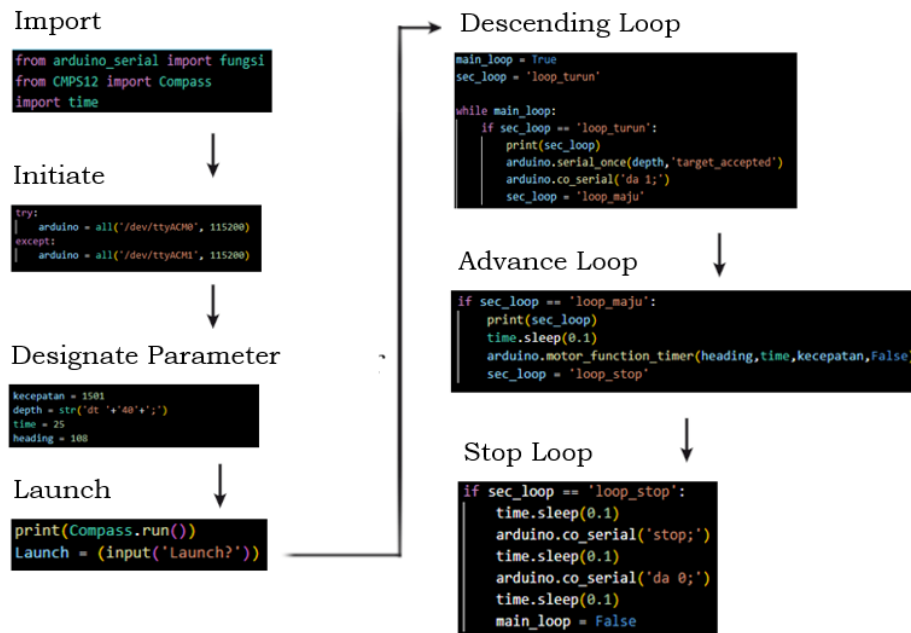 Import
from arduino_serial import fungsi
from CMPS12 import Compass
import time
Initiate
try:
arduino = all('/dev/ttyACM0', 115200)
except:
arduino = all('/dev/ttyACM1', 115200)
Designate Parameter
kecepatan = 1501
depth = str('dt '+'40'+';')
time = 25
heading = 108
Launch
print(Compass.run())
Launch = (input('Launch?'))
Descending Loop
main_loop = True
sec_loop = 'loop_turun'
while main_loop:
if sec_loop == 'loop_turun':
print(sec_loop)
arduino.serial_once(depth,'target_accepted')
arduino.co_serial('da 1;')
sec_loop = 'loop_maju'
Advance Loop
if sec_loop == 'loop_maju':
print(sec_loop)
time.sleep(0.1)
arduino.motor_function_timer(heading,time,kecepatan,False)
sec_loop = 'loop_stop'
Stop Loop
if sec_loop == 'loop_stop':
time.sleep(0.1)
arduino.co_serial('stop;')
time.sleep(0.1)
arduino.co_serial('da 0;')
time.sleep(0.1)
main_loop = False